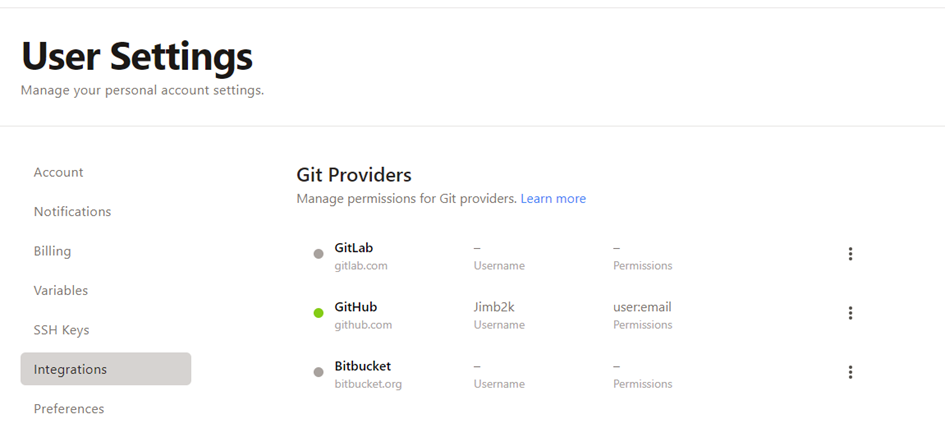 User Settings
Manage your personal account settings.
Account
Notifications
Billing
Variables
SSH Keys
Integrations
Preferences
Git Providers
Manage permissions for Git providers. Learn more
GitLab – –
gitlab.com Username Permissions
GitHub Jimb2k user:email
github.com Username Permissions
Bitbucket – –
bitbucket.org Username Permissions